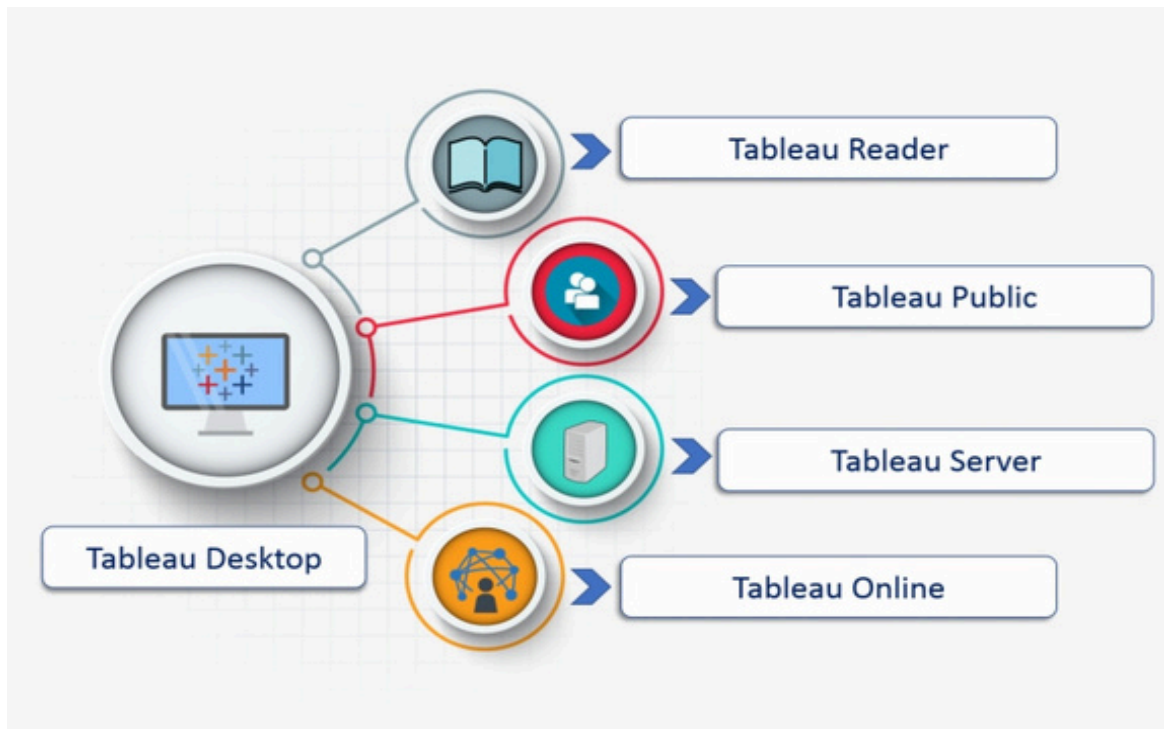 Tableau Reader
Tableau Public
Tableau Server
Tableau Desktop
Tableau Online